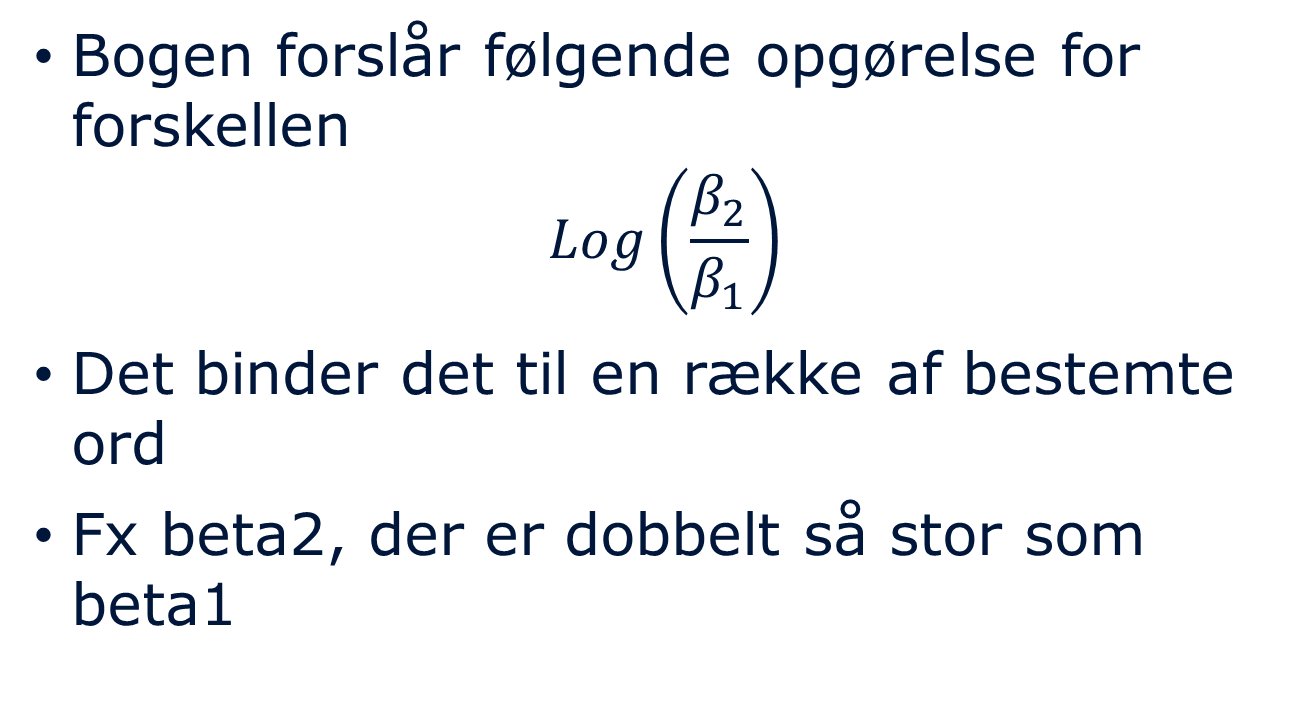 • Bogen forslår følgende opgørelse for
forskellen
Log(β₂/β₁)
• Det binder det til en række af bestemte
ord
• Fx beta2, der er dobbelt så stor som
beta1